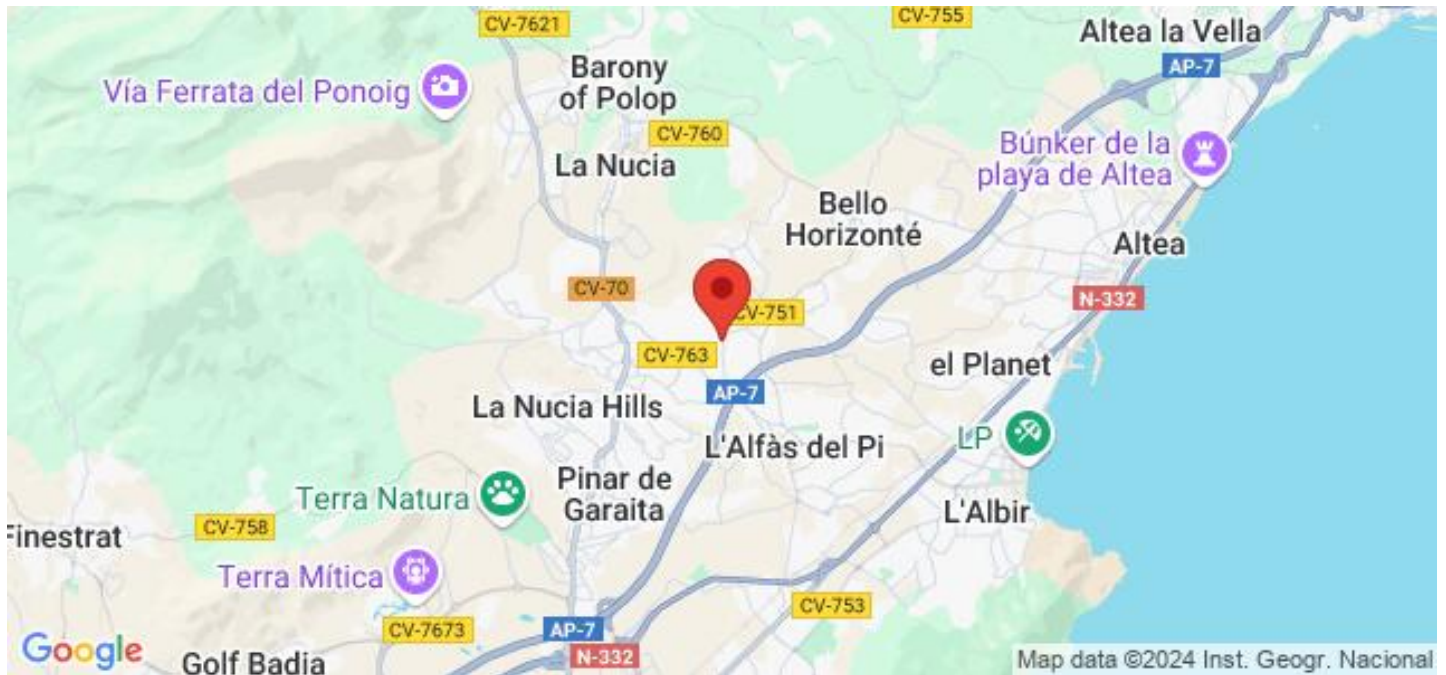 CV-7621
CV-755
Altea la Vella
AP-7
Vía Ferrata del Ponoig
Barony
of Polop
CV-760
La Nucia
Búnker de la
playa de Altea
Bello
Horizonté
Altea
CV-70
N-332
CV-751
CV-763
el Planet
AP-7
La Nucia Hills
LP
L'Alfàs del Pi
Pinar de
Garaita
Terra Natura
L'Albir
CV-758
Finestrat
Terra Mítica
CV-753
CV-7673
AP-7
N-332
Google
Golf Badia
Map data ©2024 Inst. Geogr. Nacional